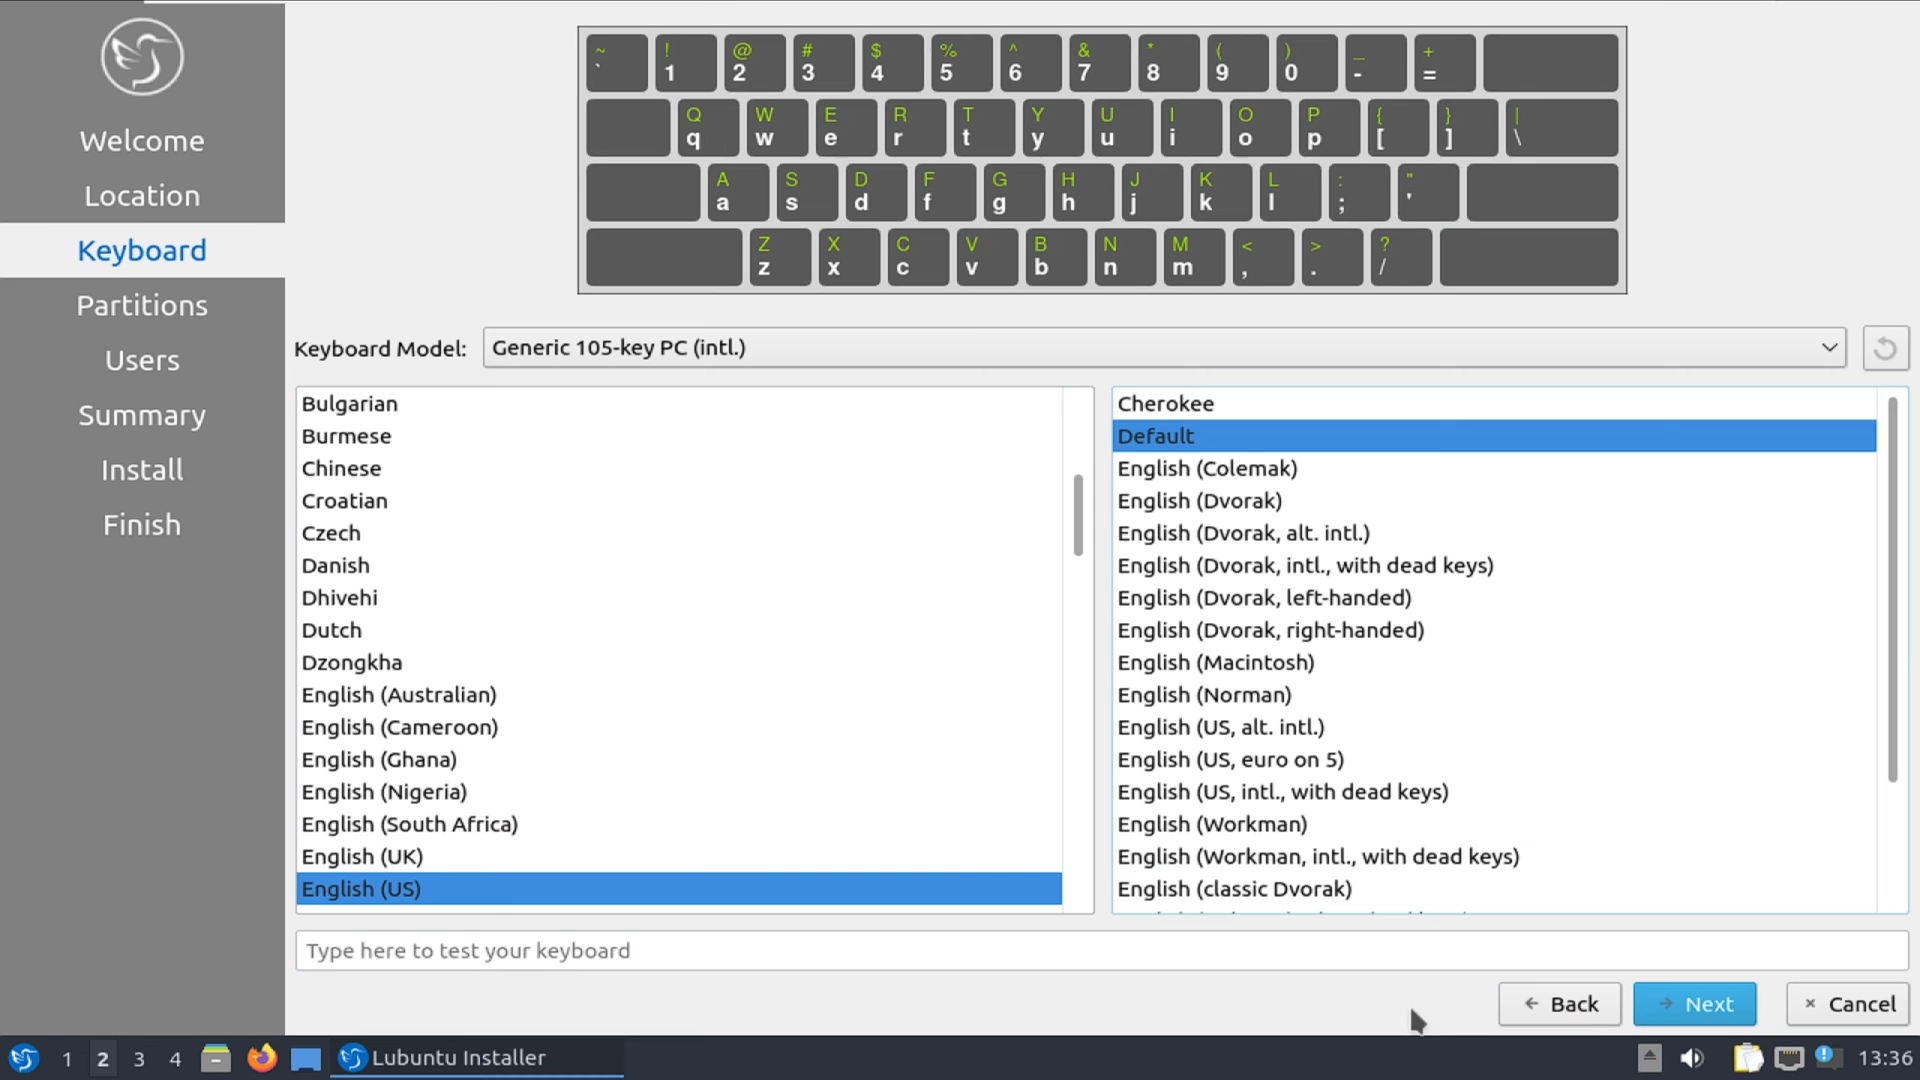 Welcome
Location
Keyboard
Partitions
Users
Summary
Install
Finish
~ ! @ # $ % ^ & * ( ) _ +
` 1 2 3 4 5 6 7 8 9 0 - =
Q W E R T Y U I O P { } |
q w e r t y u i o p [ ] \
A S D F G H J K L : "
a s d f g h j k l ; '
Z X C V B N M < > ?
z x c v b n m , . /
Keyboard Model: Generic 105-key PC (intl.)
Bulgarian
Burmese
Chinese
Croatian
Czech
Danish
Dhivehi
Dutch
Dzongkha
English (Australian)
English (Cameroon)
English (Ghana)
English (Nigeria)
English (South Africa)
English (UK)
English (US)
Cherokee
Default
English (Colemak)
English (Dvorak)
English (Dvorak, alt. intl.)
English (Dvorak, intl., with dead keys)
English (Dvorak, left-handed)
English (Dvorak, right-handed)
English (Macintosh)
English (Norman)
English (US, alt. intl.)
English (US, euro on 5)
English (US, intl., with dead keys)
English (Workman)
English (Workman, intl., with dead keys)
English (classic Dvorak)
Type here to test your keyboard
Back Next Cancel
1 2 3 4 Lubuntu Installer 13:36